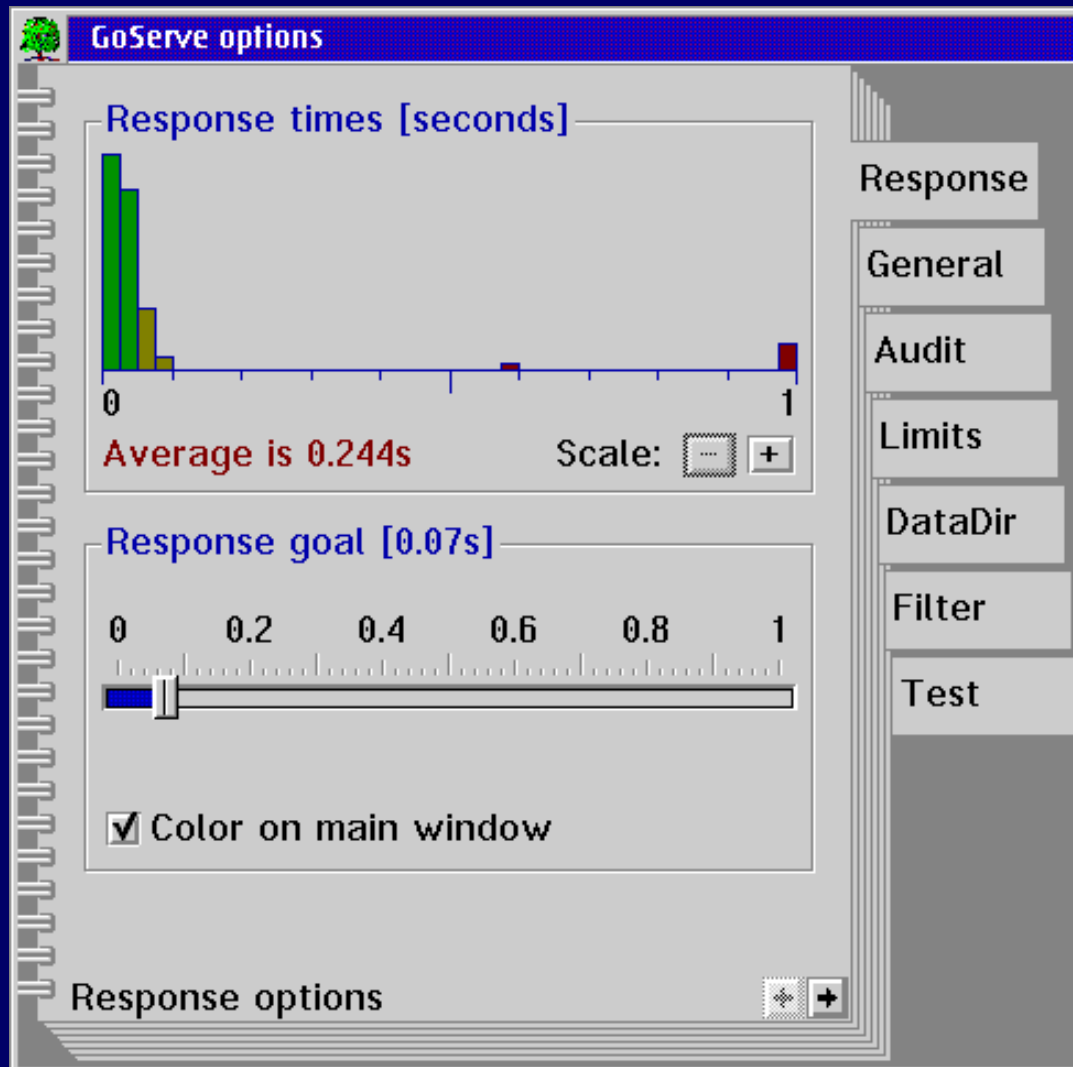 GoServe options
Response times [seconds]
0 1
Average is 0.244s Scale: - +
Response goal [0.07s]
0 0.2 0.4 0.6 0.8 1
Color on main window
Response options
Response
General
Audit
Limits
DataDir
Filter
Test